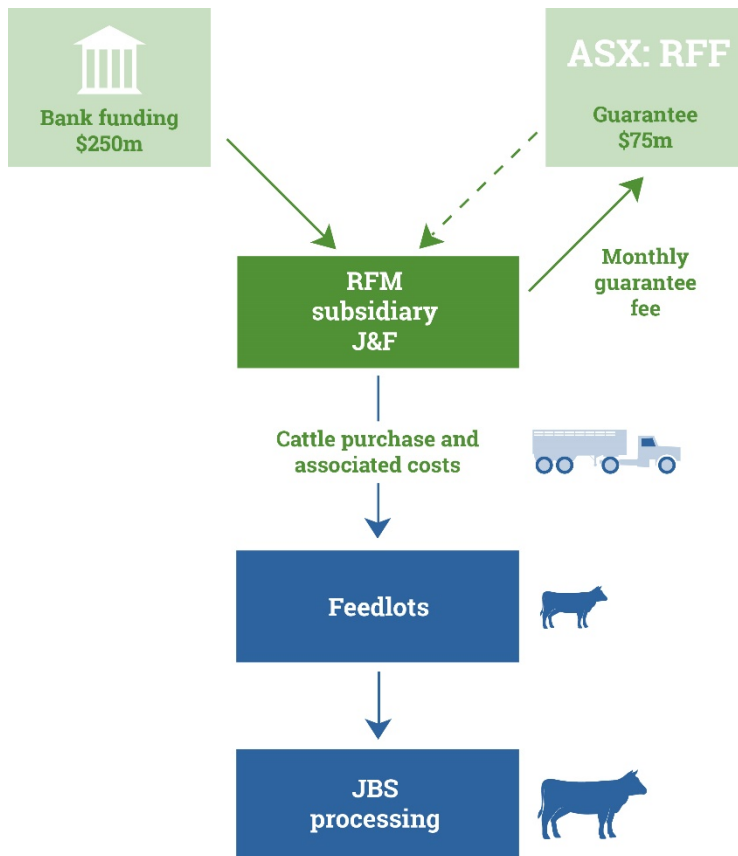 Bank funding
$250m
ASX: RFF
Guarantee
$75m
Monthly
guarantee
fee
RFM
subsidiary
J&F
Cattle purchase and
associated costs
Feedlots
JBS
processing